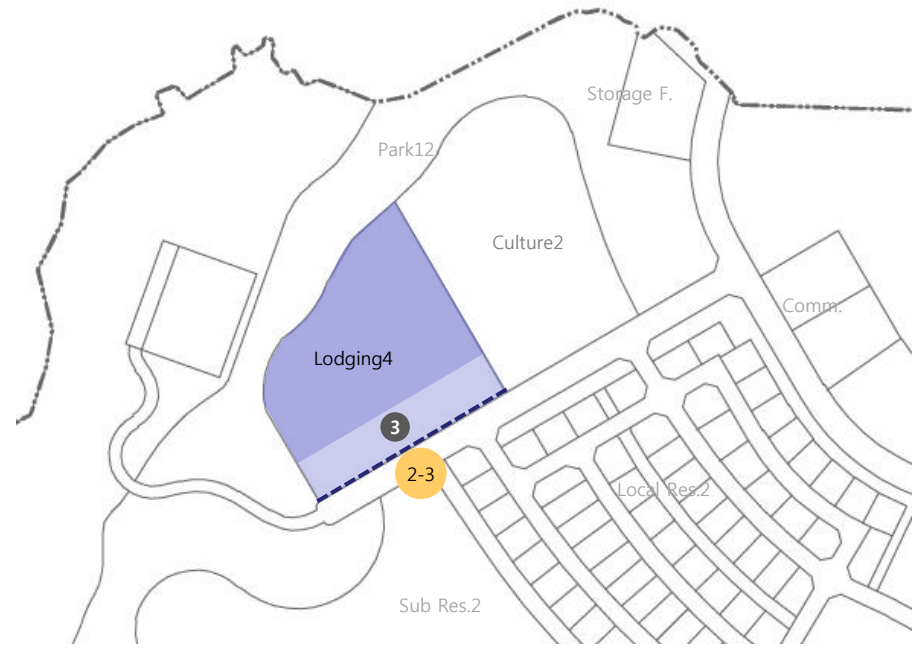 Storage F.
Park12
Culture2
Comm.
Lodging4
3
2-3
Local Res.2
Sub Res.2